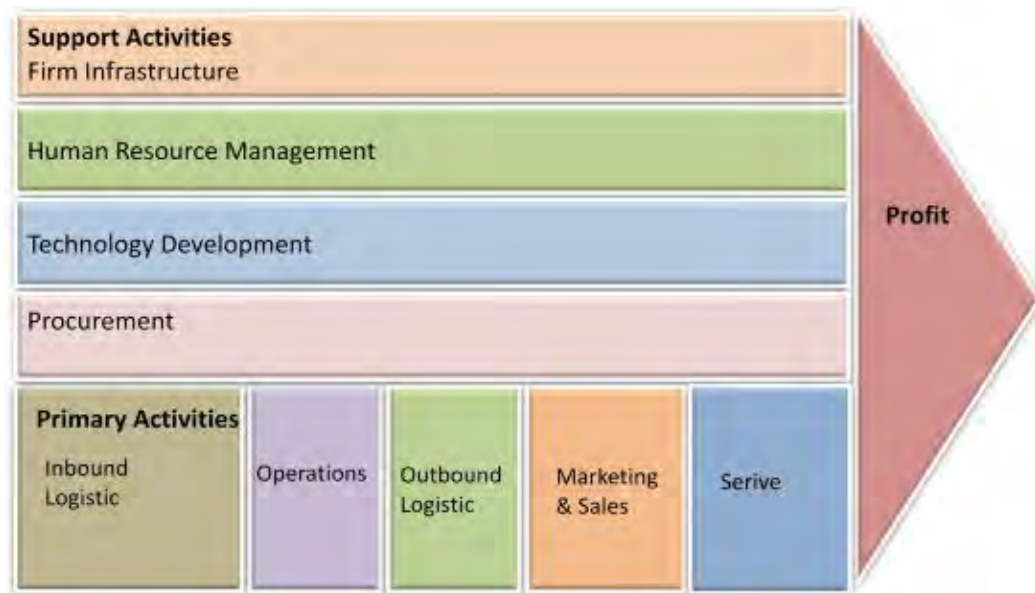 Support Activities
Firm Infrastructure
Human Resource Management
Technology Development
Profit
Procurement
Primary Activities
Inbound
Logistic
Operations
Outbound
Logistic
Marketing
& Sales
Serive